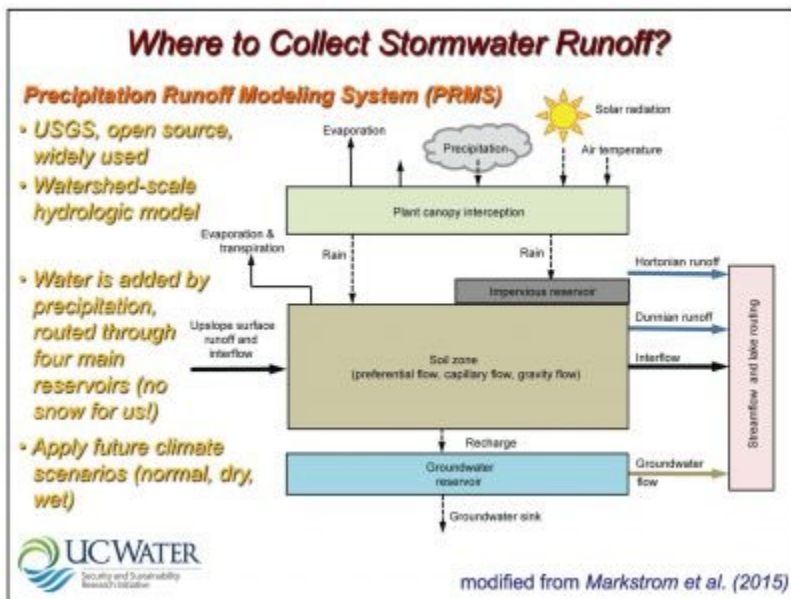 Where to Collect Stormwater Runoff?
Precipitation Runoff Modeling System (PRMS)
• USGS, open source,
widely used
• Watershed-scale
hydrologic model
• Water is added by
precipitation,
routed through
four main
reservoirs (no
snow for us!)
• Apply future climate
scenarios (normal, dry,
wet)
Solar radiation
Evaporation
Precipitation
Air temperature
Plant canopy interception
Evaporation &
transpiration
Rain
Rain
Hortonian runoff
Impervious reservoir
Upslope surface
runoff and
interflow
Dunnian runoff
Soil zone
(preferential flow, capillary flow, gravity flow)
Interflow
Streamflow and lake routing
Recharge
Groundwater
reservoir
Groundwater
flow
Groundwater sink
UC WATER
Security and Sustainability
Research Initiative
modified from Markstrom et al. (2015)